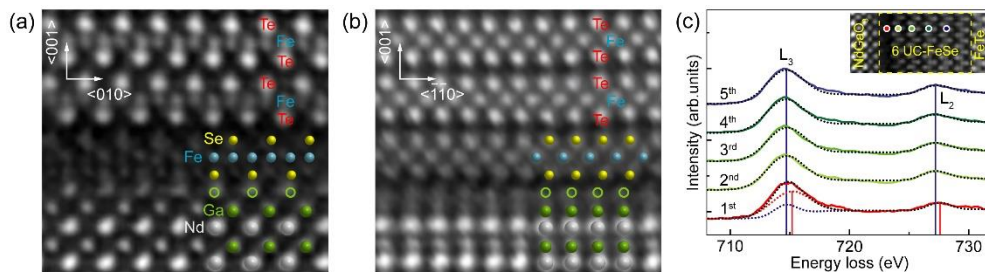 (a)
<001>
<010>
Te
Fe
Te
Te
Fe
Te
Se
Fe
Ga
Nd
(b)
<001>
<110>
Te
Fe
Te
Te
Fe
Te
(c)
Intensity (arb.units)
L3
L2
5th
4th
3rd
2nd
1st
NdGaO3
6 UC-FeSe
FeTe
710
720
730
Energy loss (eV)